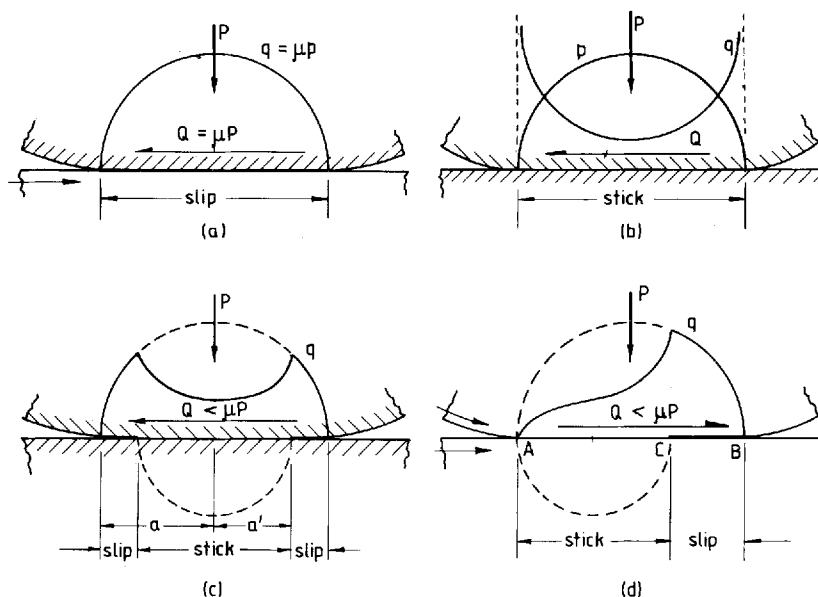 P
q = μp
Q = μP
slip
(a)
P
p
q
Q
stick
(b)
P
q
Q < μP
a
a'
slip
stick
slip
(c)
P
q
Q < μP
A
C
B
stick
slip
(d)